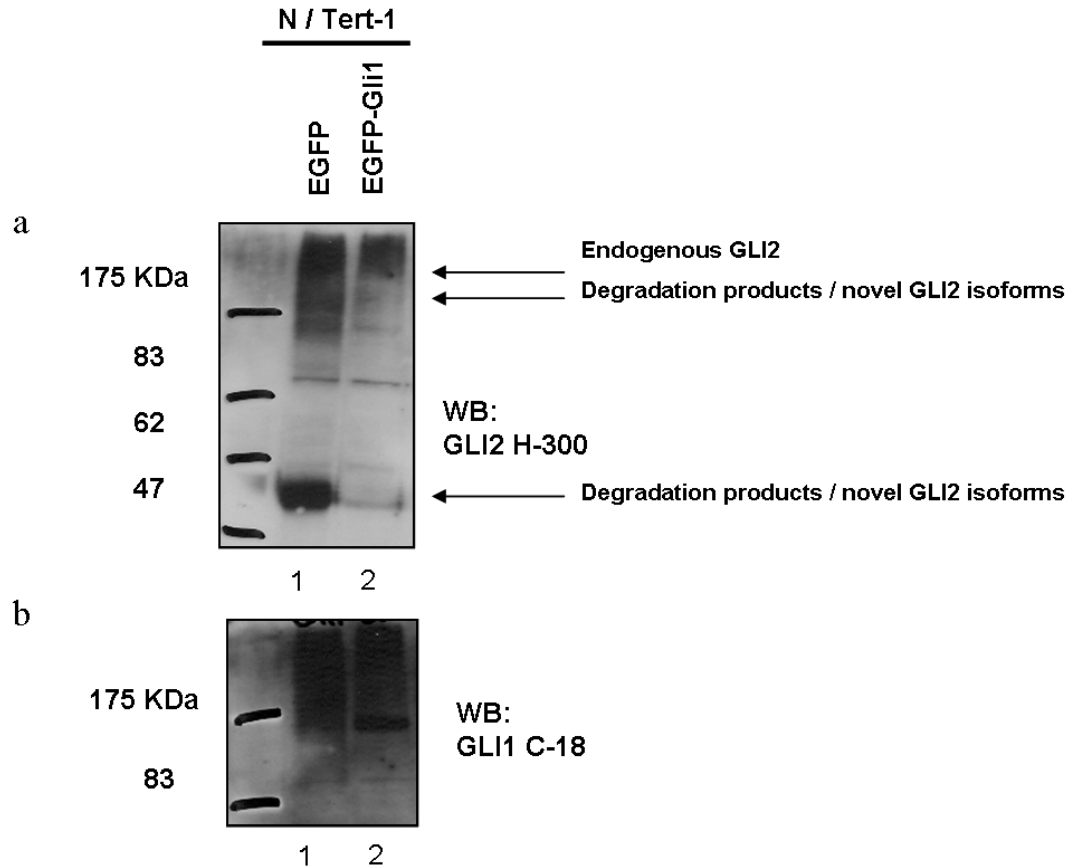 N / Tert-1
EGFP
EGFP-Gli1
a
175 KDa
83
62
47
Endogenous GLI2
Degradation products / novel GLI2 isoforms
WB:
GLI2 H-300
Degradation products / novel GLI2 isoforms
1 2
b
175 KDa
83
WB:
GLI1 C-18
1 2